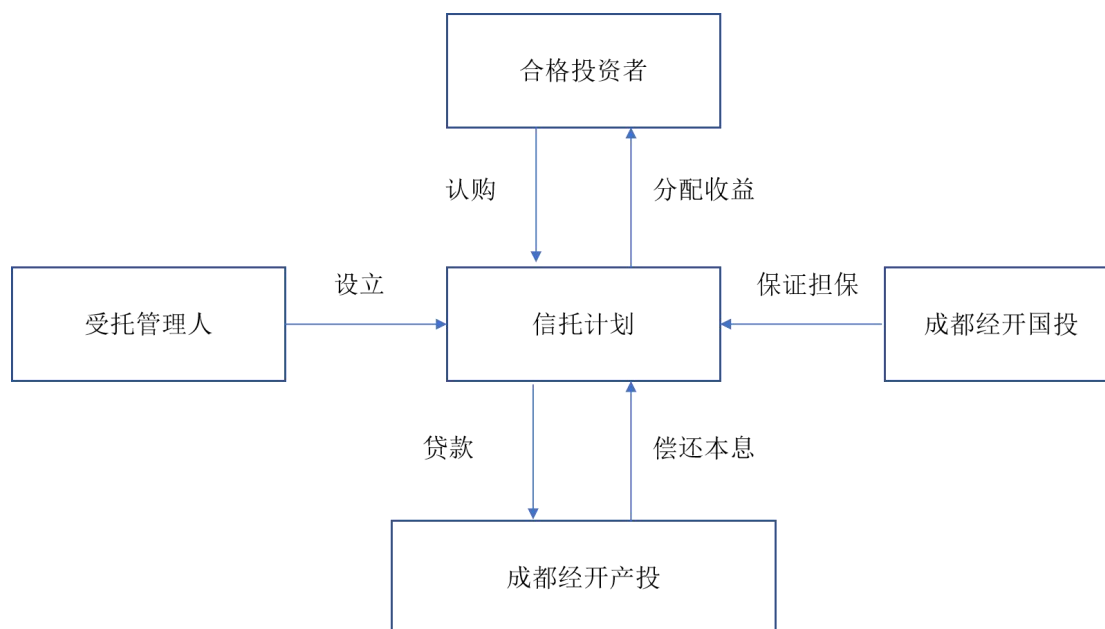 合格投资者
认购
分配收益
设立
保证担保
受托管理人
信托计划
成都经开国投
贷款
偿还本息
成都经开产投